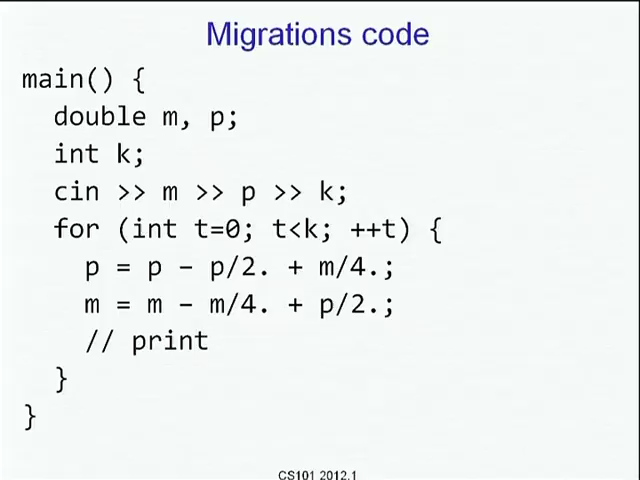 Migrations code
main() {
double m, p;
int k;
cin >> m >> p >> k;
for (int t=0; t<k; ++t) {
p = p – p/2. + m/4.;
m = m – m/4. + p/2.;
// print
}
}
CS101 2012.1